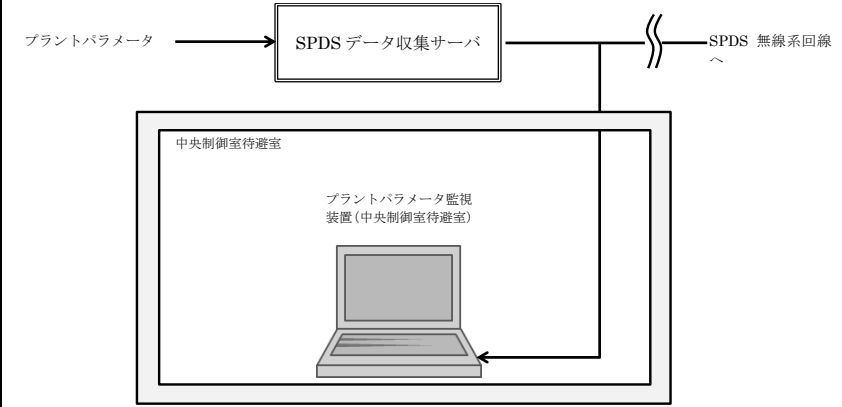 プラントパラメータ
SPDS データ収集サーバ
SPDS 無線系回線
へ
中央制御室待避室
プラントパラメータ監視
装置(中央制御室待避室)